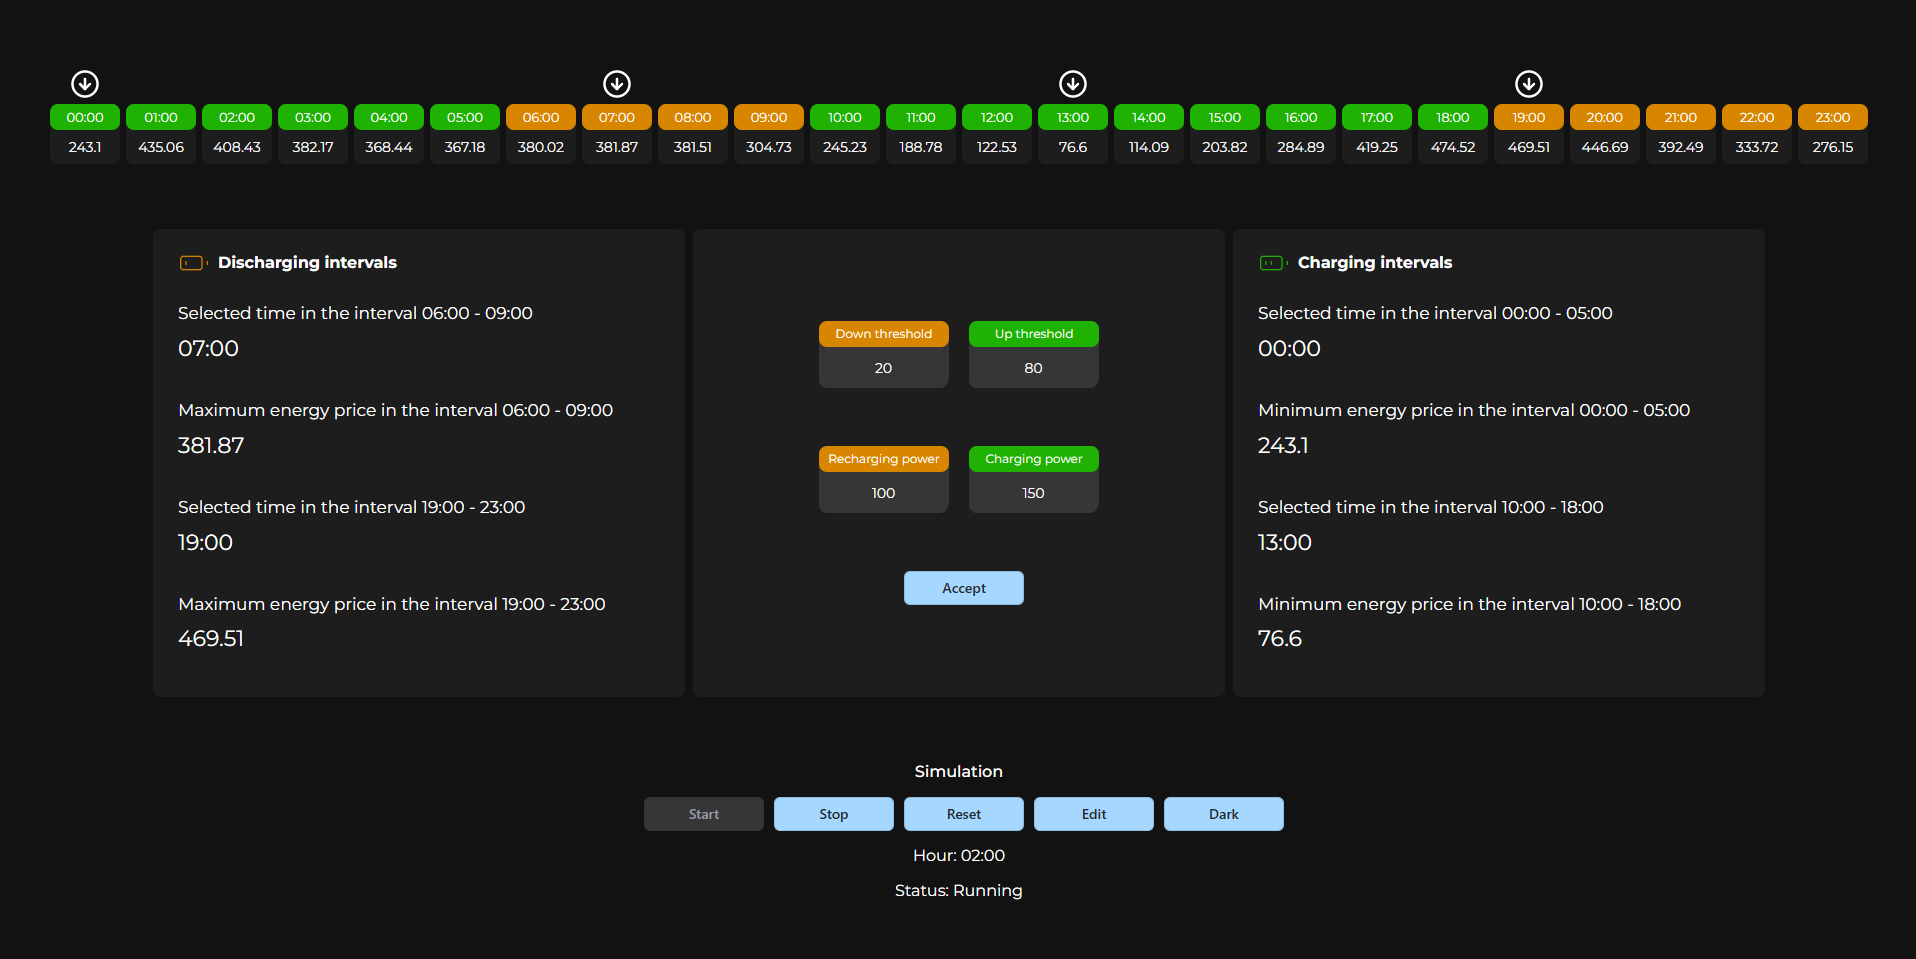 00:00 01:00 02:00 03:00 04:00 05:00 06:00 07:00 08:00 09:00 10:00 11:00 12:00 13:00 14:00 15:00 16:00 17:00 18:00 19:00 20:00 21:00 22:00 23:00
243.1 435.06 408.43 382.17 368.44 367.18 380.02 381.87 381.51 304.73 245.23 188.78 122.53 76.6 114.09 203.82 284.89 419.25 474.52 469.51 446.69 392.49 333.72 276.15
Discharging intervals
Selected time in the interval 06:00 - 09:00
07:00
Maximum energy price in the interval 06:00 - 09:00
381.87
Selected time in the interval 19:00 - 23:00
19:00
Maximum energy price in the interval 19:00 - 23:00
469.51
Down threshold Up threshold
20 80
Recharging power Charging power
100 150
Accept
Charging intervals
Selected time in the interval 00:00 - 05:00
00:00
Minimum energy price in the interval 00:00 - 05:00
243.1
Selected time in the interval 10:00 - 18:00
13:00
Minimum energy price in the interval 10:00 - 18:00
76.6
Simulation
Start Stop Reset Edit Dark
Hour: 02:00
Status: Running